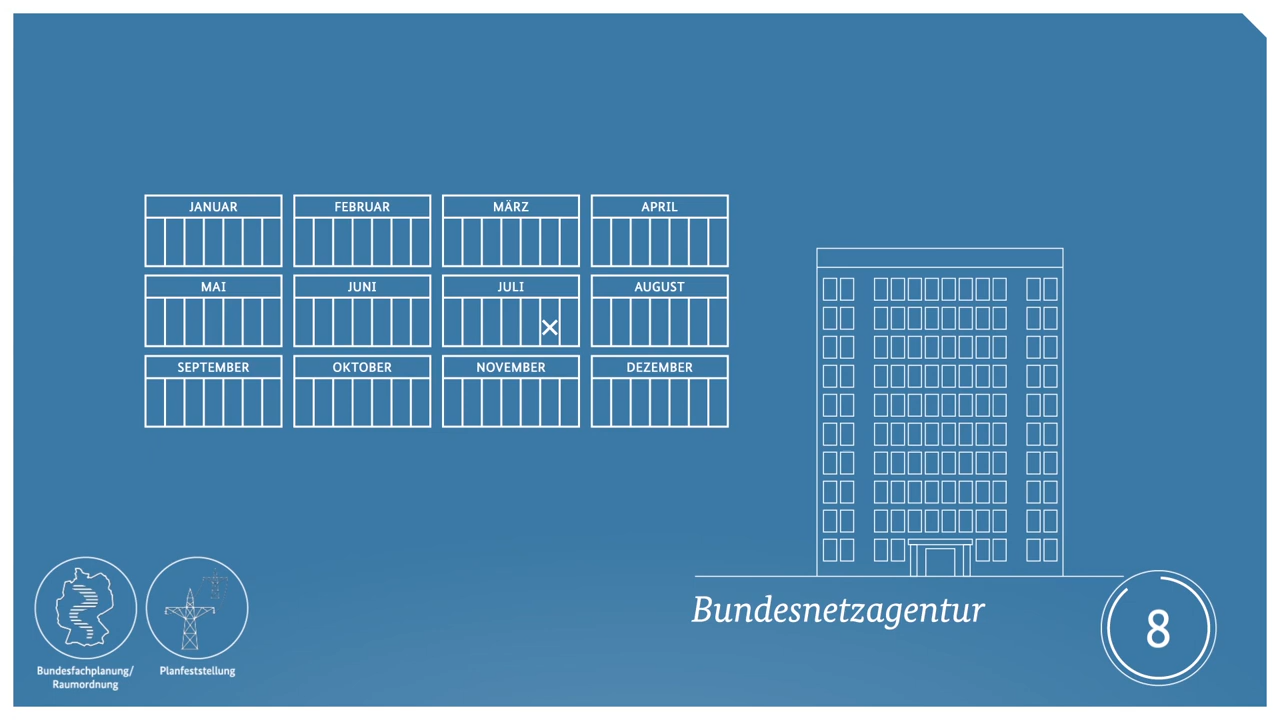 JANUAR
FEBRUAR
MÄRZ
APRIL
MAI
JUNI
JULI
AUGUST
SEPTEMBER
OKTOBER
NOVEMBER
DEZEMBER
Bundesnetzagentur
8
Bundesfachplanung/
Raumordnung
Planfeststellung